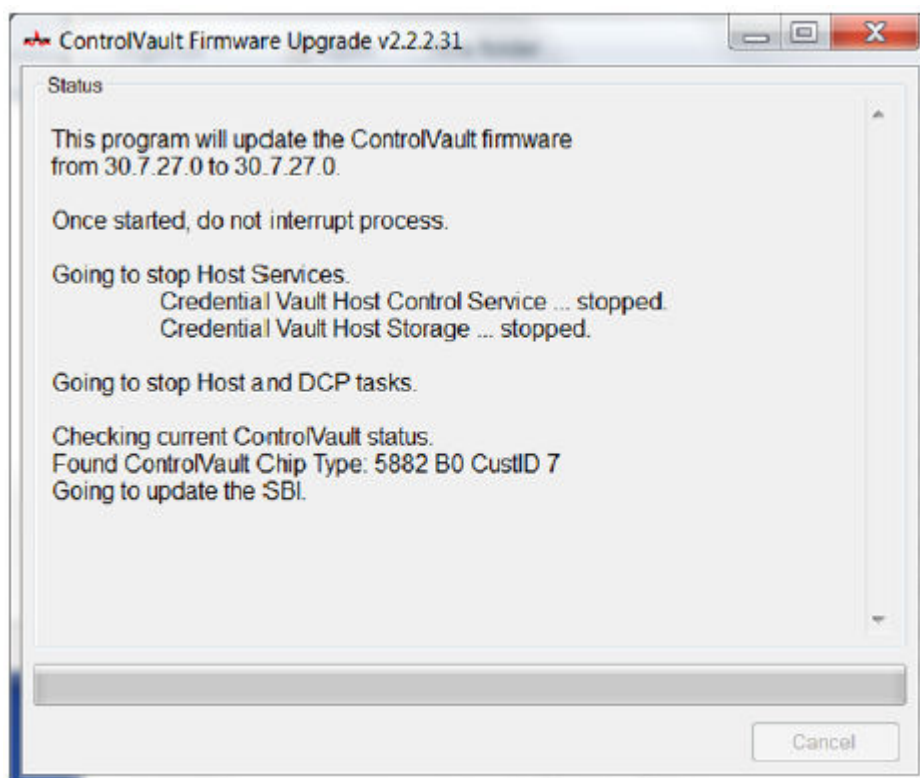 ControlVault Firmware Upgrade v2.2.2.31
Status
This program will update the ControlVault firmware
from 30.7.27.0 to 30.7.27.0.
Once started, do not interrupt process.
Going to stop Host Services.
Credential Vault Host Control Service ... stopped.
Credential Vault Host Storage ... stopped.
Going to stop Host and DCP tasks.
Checking current ControlVault status.
Found ControlVault Chip Type: 5882 B0 CustID 7
Going to update the SBI.
Cancel